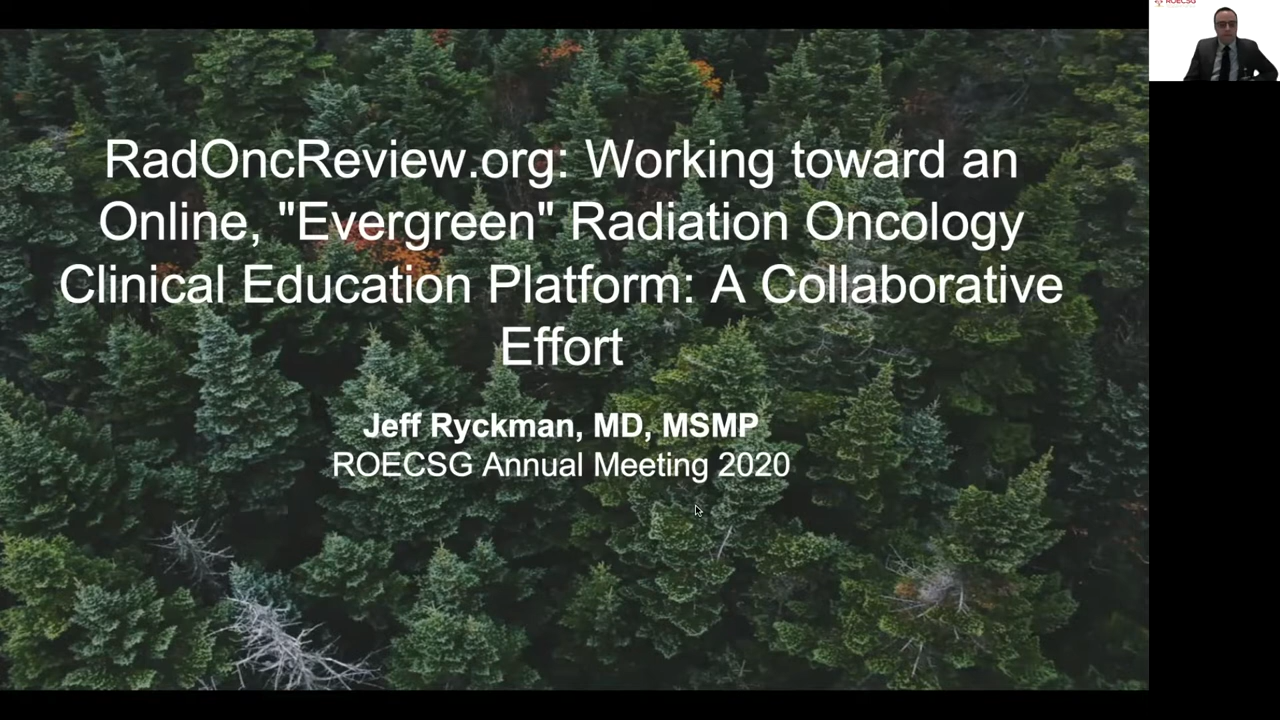 ROECSG
RadOncReview.org: Working toward an
Online, "Evergreen" Radiation Oncology
Clinical Education Platform: A Collaborative
Effort
Jeff Ryckman, MD, MSMP
ROECSG Annual Meeting 2020